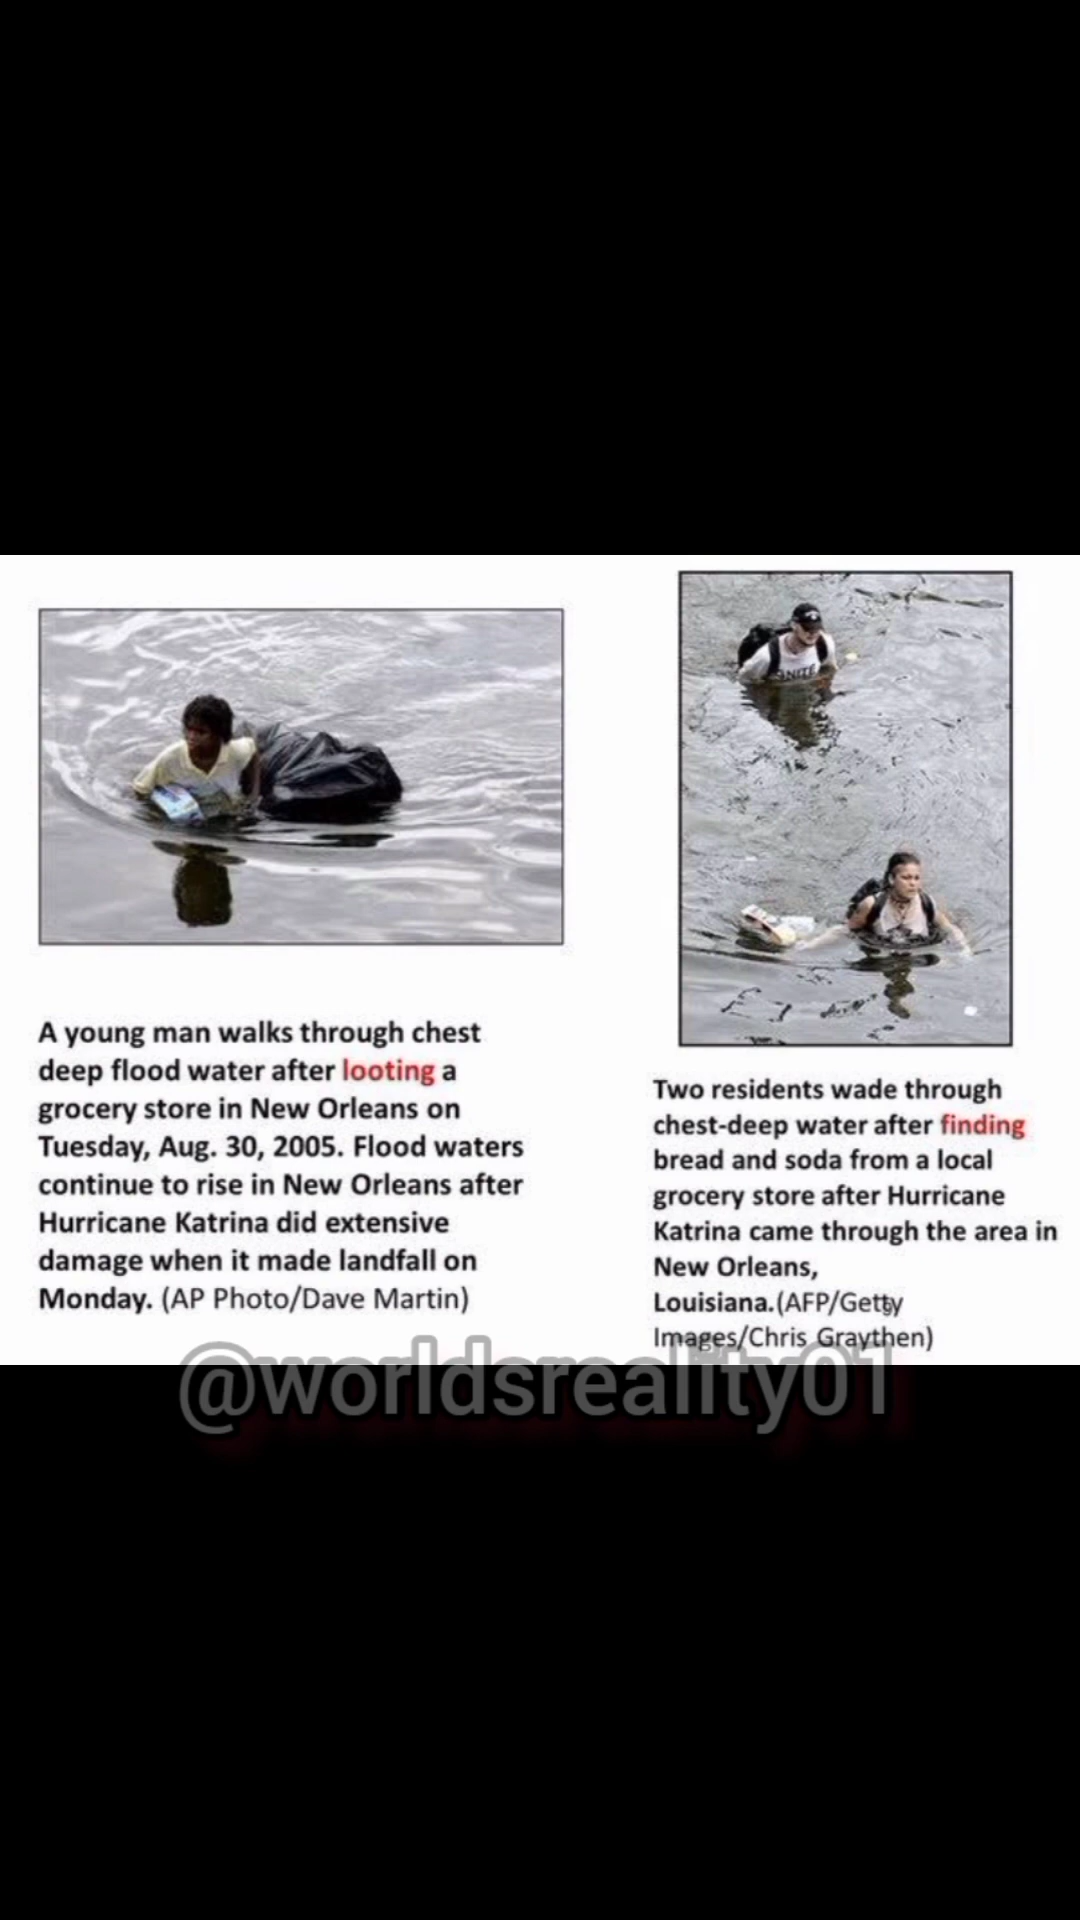 A young man walks through chest
deep flood water after looting a
grocery store in New Orleans on
Tuesday, Aug. 30, 2005. Flood waters
continue to rise in New Orleans after
Hurricane Katrina did extensive
damage when it made landfall on
Monday. (AP Photo/Dave Martin)
Two residents wade through
chest-deep water after finding
bread and soda from a local
grocery store after Hurricane
Katrina came through the area in
New Orleans,
Louisiana.(AFP/Getty
Images/Chris Graythen)
@worldsreality01